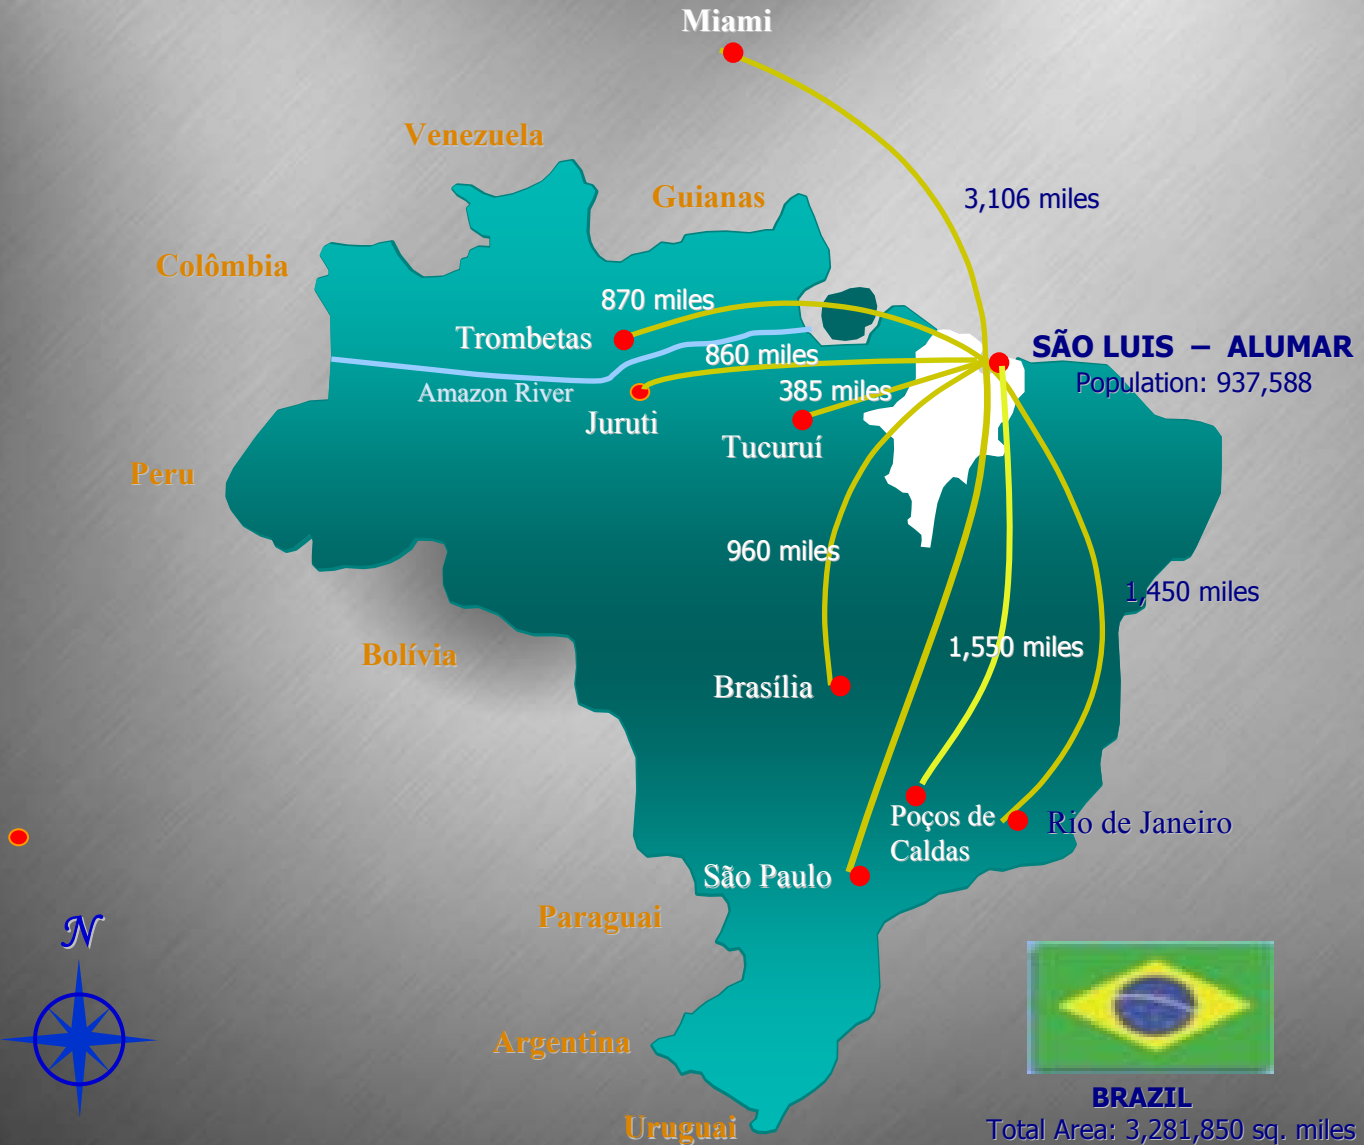 Miami
Venezuela
Guianas
3,106 miles
Colômbia
870 miles
Trombetas
SÃO LUIS – ALUMAR
860 miles
Population: 937,588
Amazon River
385 miles
Juruti
Tucuruí
Peru
960 miles
1,450 miles
1,550 miles
Bolívia
Brasília
Poços de
Caldas
Rio de Janeiro
São Paulo
Paraguai
N
Argentina
BRAZIL
Uruguai
Total Area: 3,281,850 sq. miles